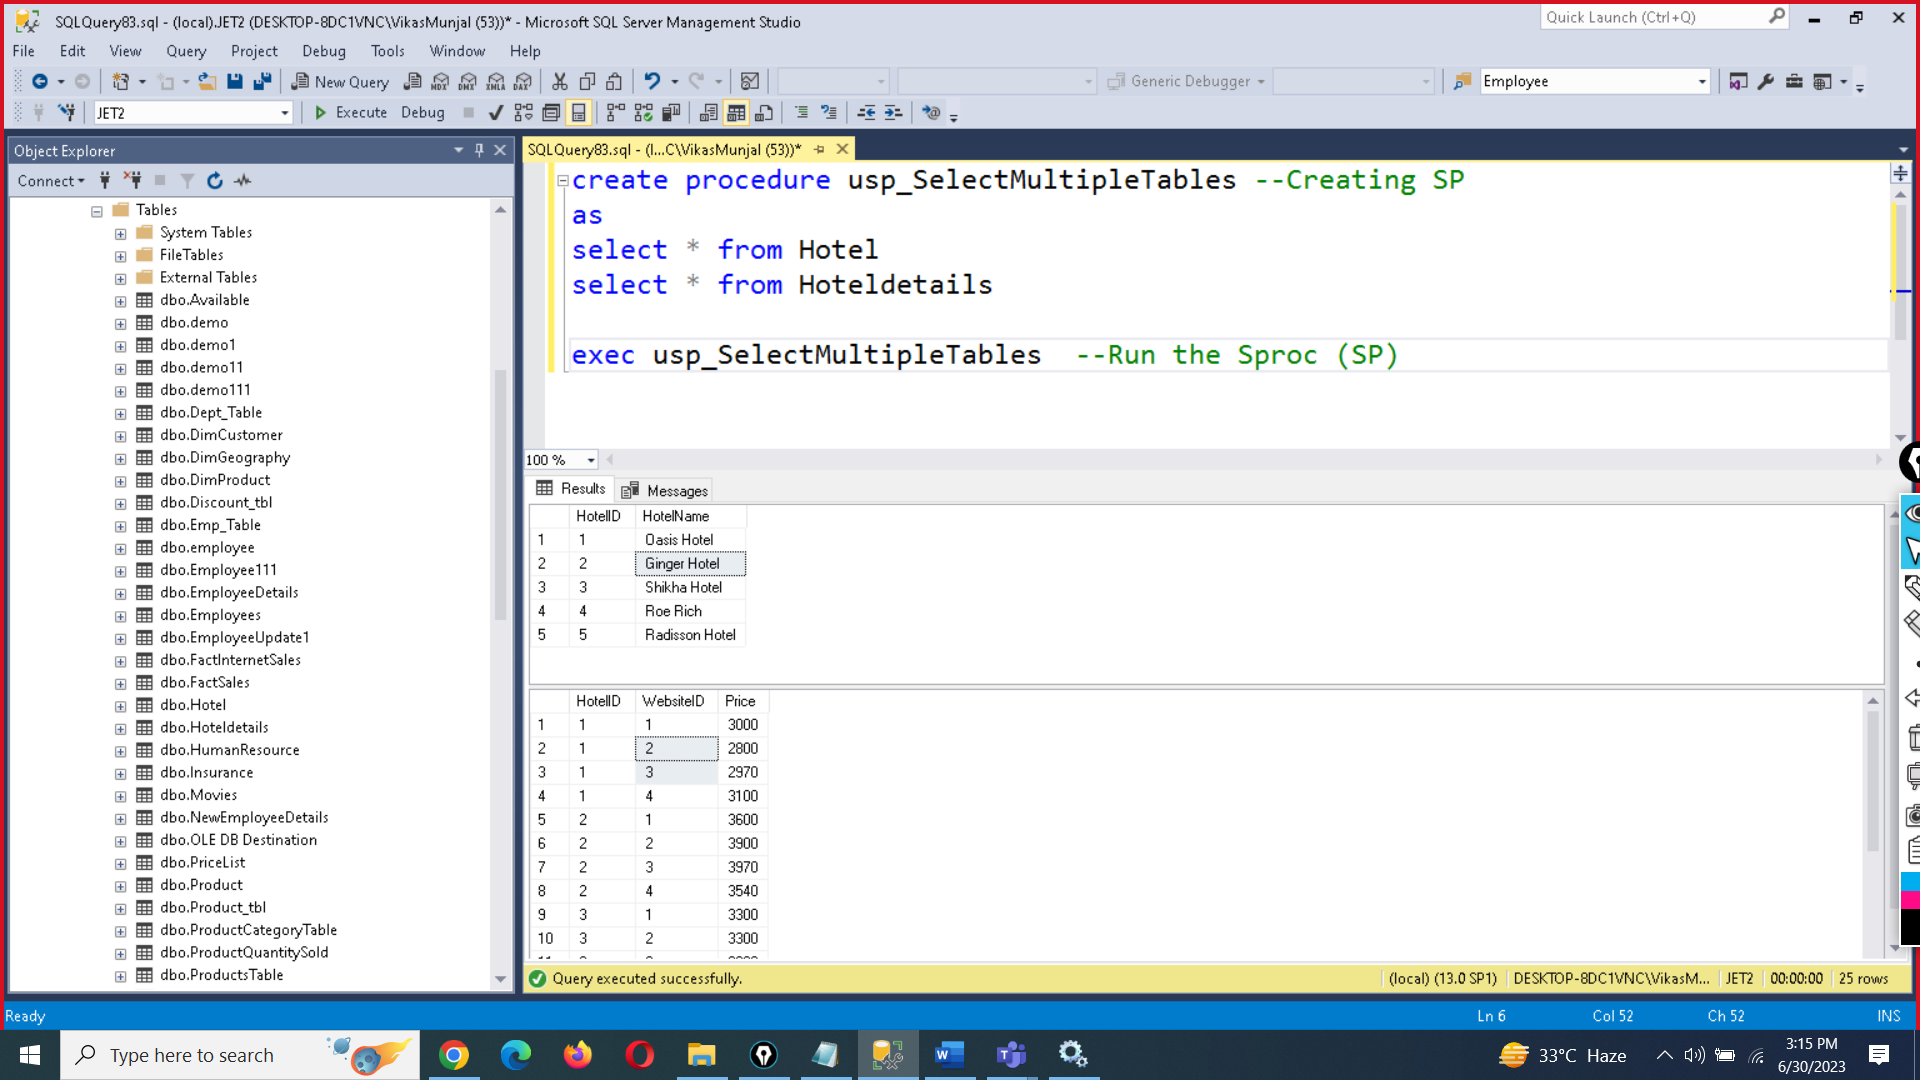 SQLQuery83.sql - (local).JET2 (DESKTOP-8DC1VNC\VikasMunjal (53))* - Microsoft SQL Server Management Studio
Quick Launch (Ctrl+Q)
File Edit View Query Project Debug Tools Window Help
New Query MDX DMX XMLA DAX Generic Debugger Employee
JET2 Execute Debug
Object Explorer
Connect
Tables
System Tables
FileTables
External Tables
dbo.Available
dbo.demo
dbo.demo1
dbo.demo11
dbo.demo111
dbo.Dept_Table
dbo.DimCustomer
dbo.DimGeography
dbo.DimProduct
dbo.Discount_tbl
dbo.Emp_Table
dbo.employee
dbo.Employee111
dbo.EmployeeDetails
dbo.Employees
dbo.EmployeeUpdate1
dbo.FactInternetSales
dbo.FactSales
dbo.Hotel
dbo.Hoteldetails
dbo.HumanResource
dbo.Insurance
dbo.Movies
dbo.NewEmployeeDetails
dbo.OLE DB Destination
dbo.PriceList
dbo.Product
dbo.Product_tbl
dbo.ProductCategoryTable
dbo.ProductQuantitySold
dbo.ProductsTable
SQLQuery83.sql - (l...C\VikasMunjal (53))*
create procedure usp_SelectMultipleTables --Creating SP
as
select * from Hotel
select * from Hoteldetails
exec usp_SelectMultipleTables --Run the Sproc (SP)
100 %
Results Messages
HotelID HotelName
1 1 Oasis Hotel
2 2 Ginger Hotel
3 3 Shikha Hotel
4 4 Roe Rich
5 5 Radisson Hotel
HotelID WebsiteID Price
1 1 1 3000
2 1 2 2800
3 1 3 2970
4 1 4 3100
5 2 1 3600
6 2 2 3900
7 2 3 3970
8 2 4 3540
9 3 1 3300
10 3 2 3300
Query executed successfully. (local) (13.0 SP1) DESKTOP-8DC1VNC\VikasM... JET2 00:00:00 25 rows
Ready Ln 6 Col 52 Ch 52 INS
Type here to search
33°C Haze
3:15 PM
6/30/2023